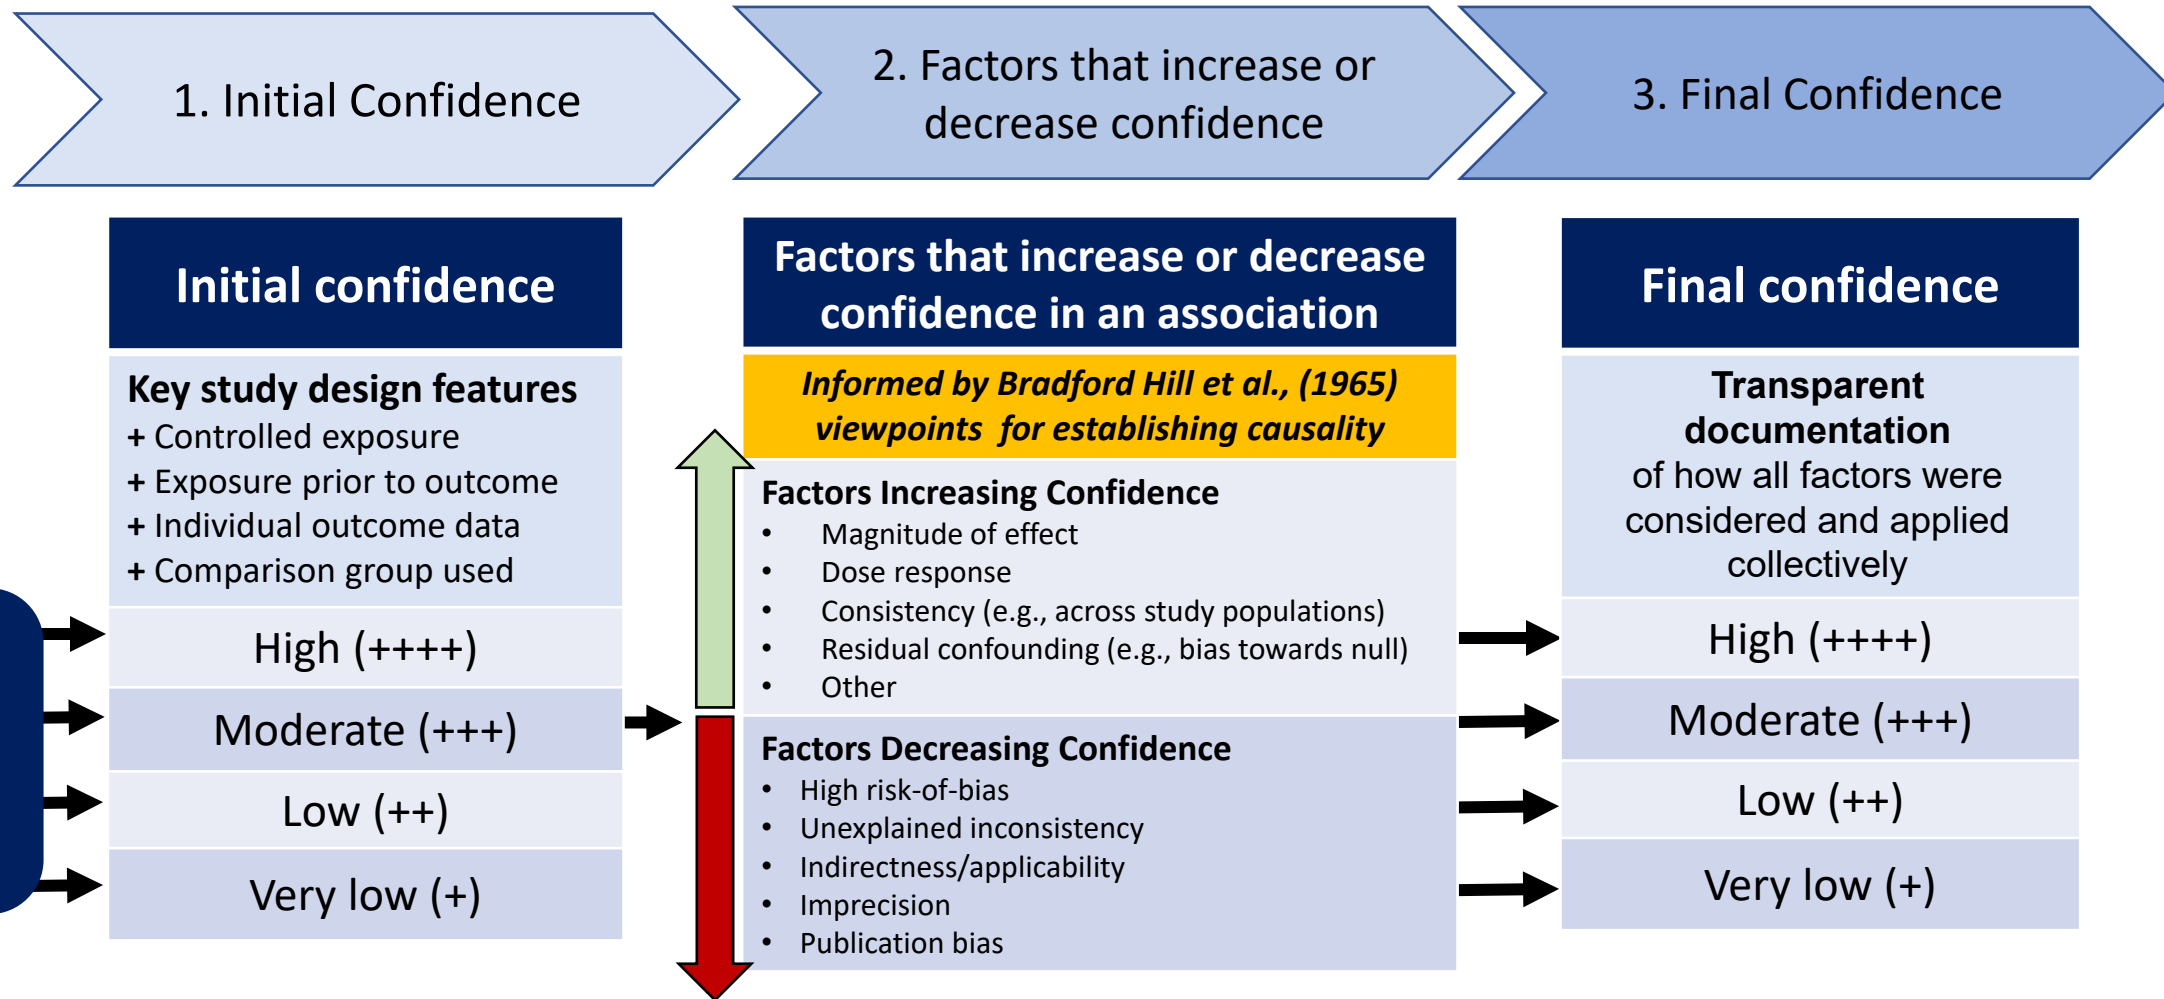 1. Initial Confidence
2. Factors that increase or
decrease confidence
3. Final Confidence
Initial confidence
Key study design features
+ Controlled exposure
+ Exposure prior to outcome
+ Individual outcome data
+ Comparison group used
High (++++)
Moderate (+++)
Low (++)
Very low (+)
Factors that increase or decrease
confidence in an association
Informed by Bradford Hill et al., (1965)
viewpoints  for establishing causality
Factors Increasing Confidence
• Magnitude of effect
• Dose response
• Consistency (e.g., across study populations)
• Residual confounding (e.g., bias towards null)
• Other
Factors Decreasing Confidence
• High risk-of-bias
• Unexplained inconsistency
• Indirectness/applicability
• Imprecision
• Publication bias
Final confidence
Transparent
documentation
of how all factors were
considered and applied
collectively
High (++++)
Moderate (+++)
Low (++)
Very low (+)